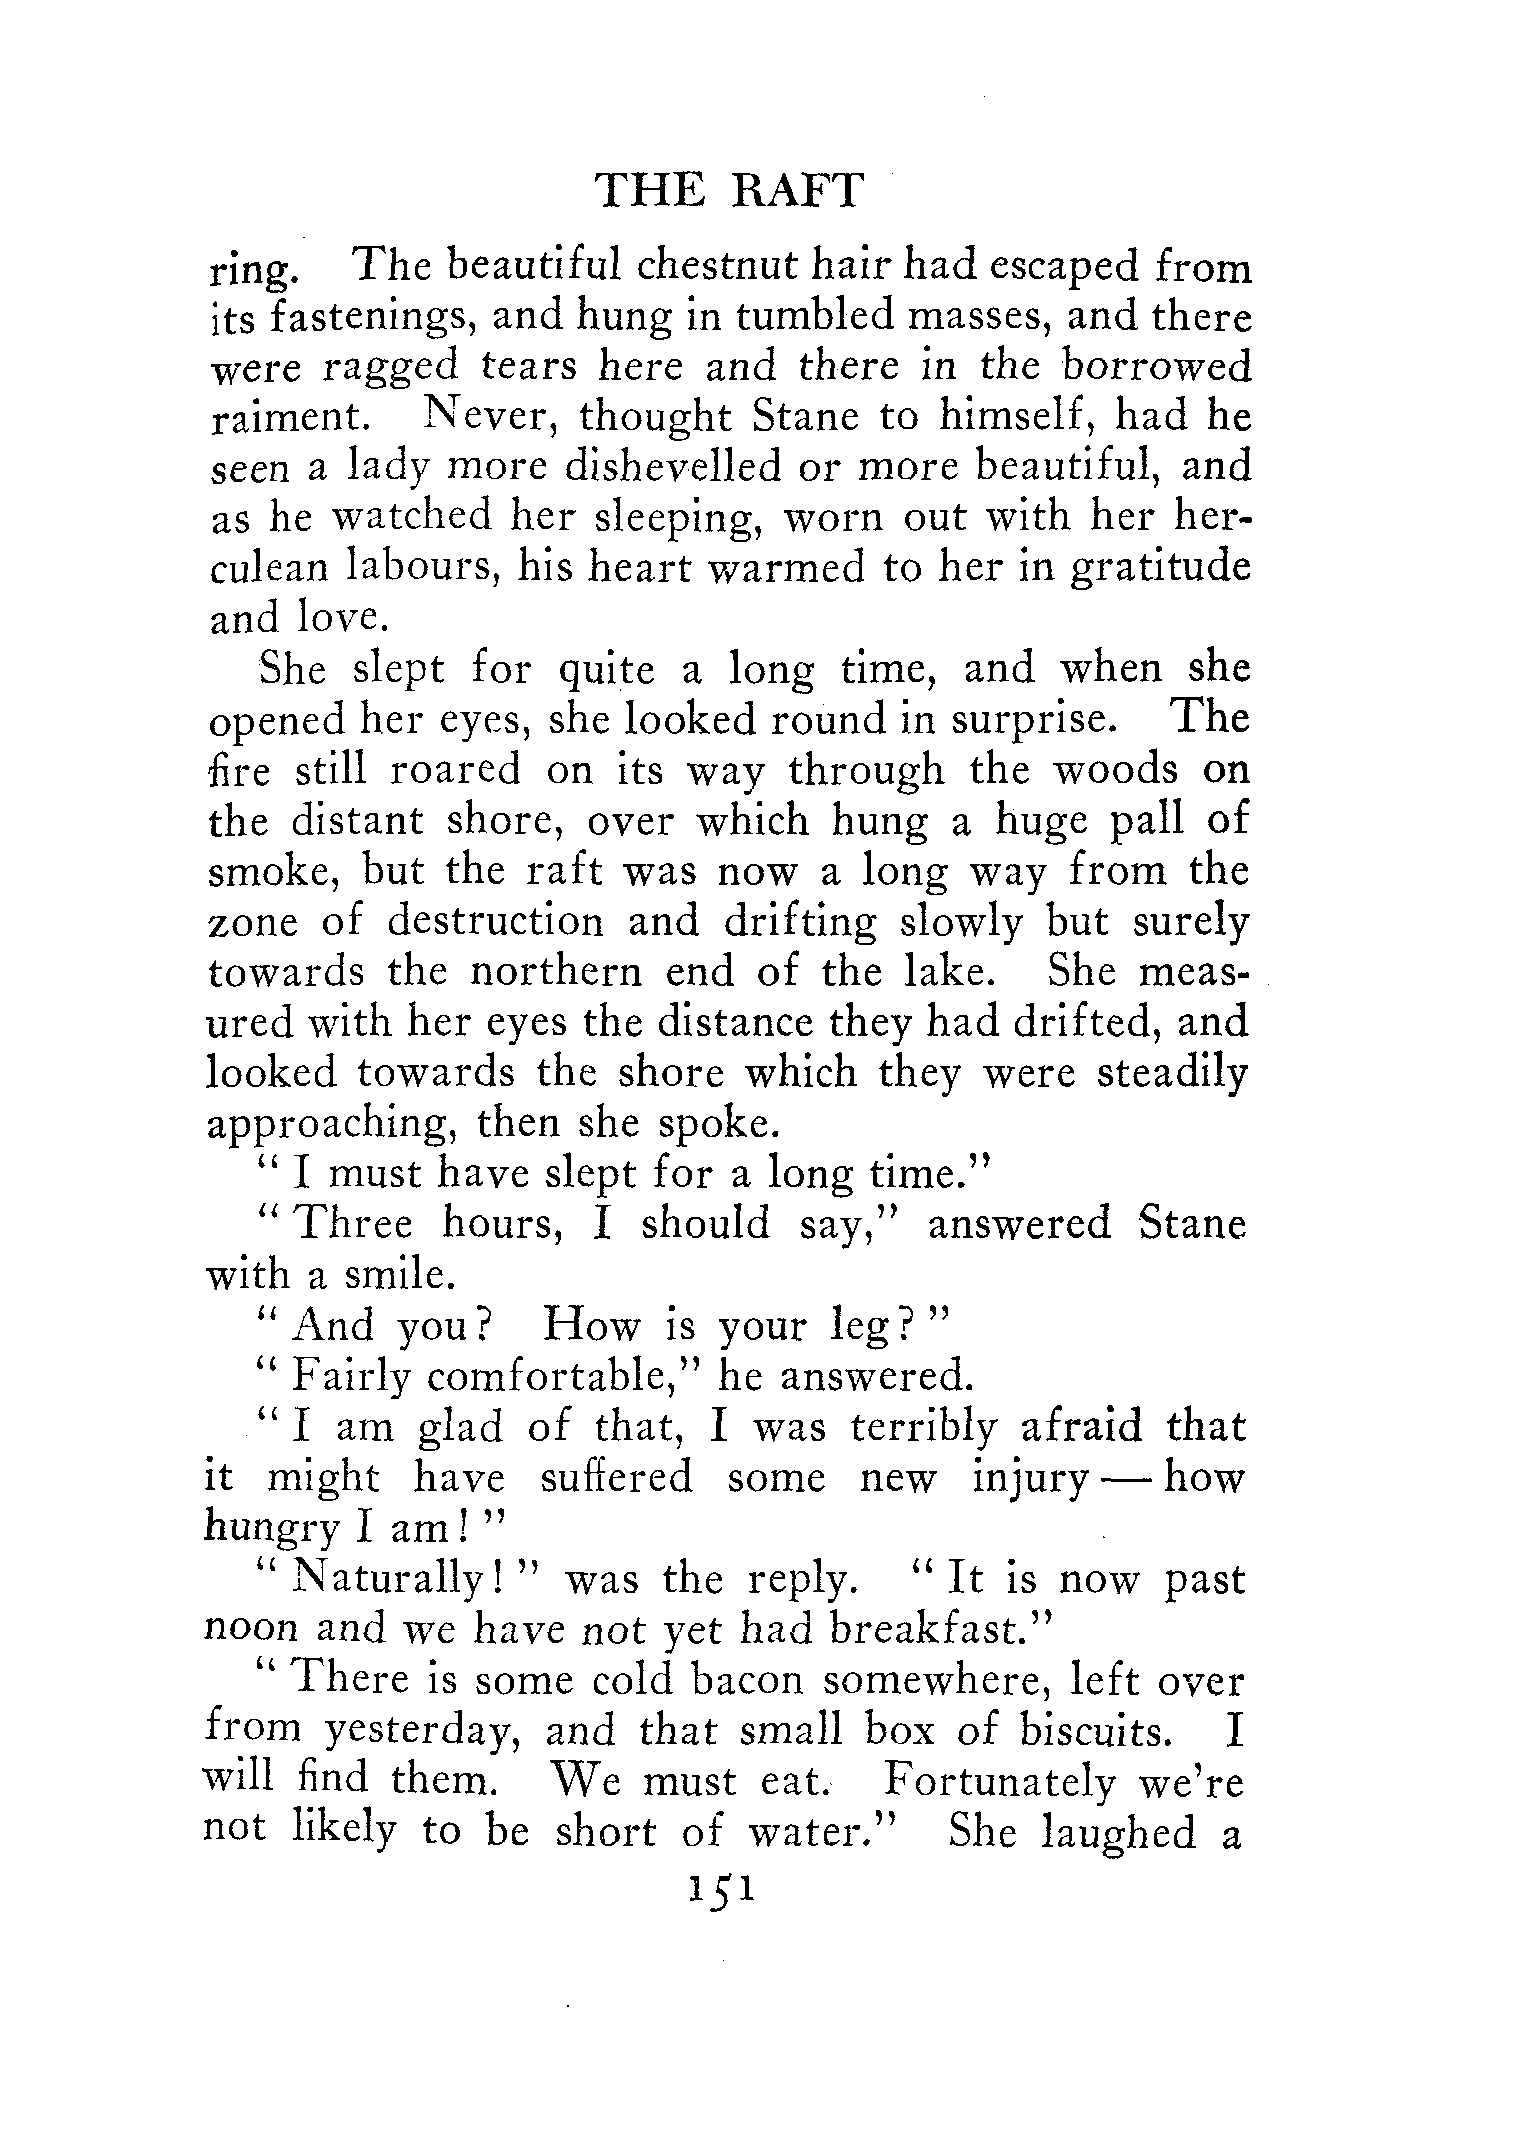 THE RAFT
ring. The beautiful chestnut hair had escaped from
its fastenings, and hung in tumbled masses, and there
were ragged tears here and there in the borrowed
raiment. Never, thought Stane to himself, had he
seen a lady more dishevelled or more beautiful, and
as he watched her sleeping, worn out with her her-
culean labours, his heart warmed to her in gratitude
and love.
She slept for quite a long time, and when she
opened her eyes, she looked round in surprise. The
fire still roared on its way through the woods on
the distant shore, over which hung a huge pall of
smoke, but the raft was now a long way from the
zone of destruction and drifting slowly but surely
towards the northern end of the lake. She meas-
ured with her eyes the distance they had drifted, and
looked towards the shore which they were steadily
approaching, then she spoke.
" I must have slept for a long time."
" Three hours, I should say," answered Stane
with a smile.
" And you? How is your leg? "
" Fairly comfortable," he answered.
" I am glad of that, I was terribly afraid that
it might have suffered some new injury — how
hungry I am! "
" Naturally! " was the reply. " It is now past
noon and we have not yet had breakfast."
" There is some cold bacon somewhere, left over
from yesterday, and that small box of biscuits. I
will find them. We must eat. Fortunately we're
not likely to be short of water." She laughed a
151